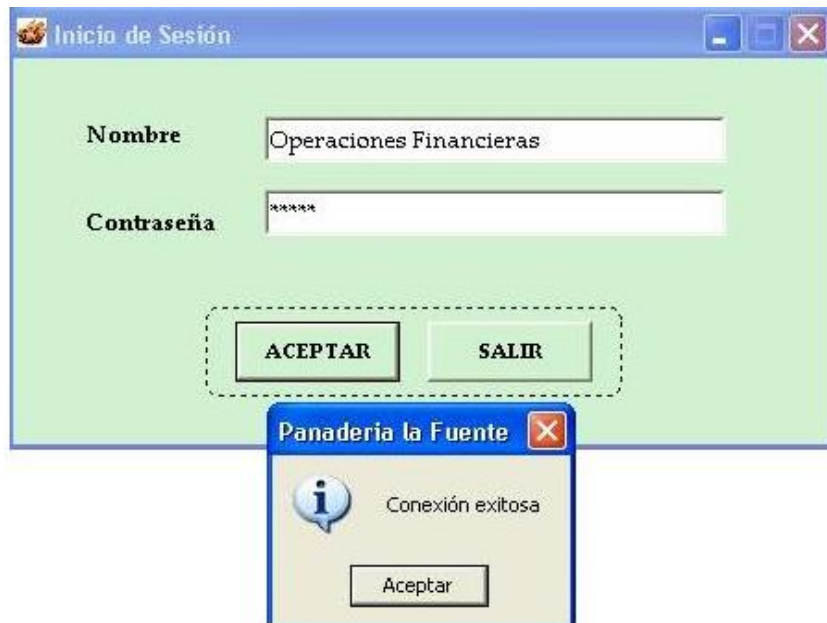 Inicio de Sesión
Nombre
Operaciones Financieras
Contraseña
*****
ACEPTAR
SALIR
Panaderia la Fuente
Conexión exitosa
Aceptar